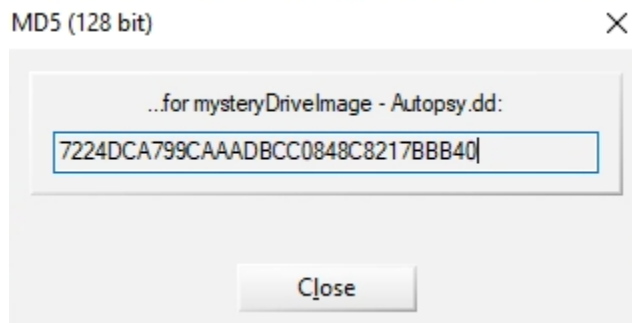 MD5 (128 bit)
...for mysteryDriveImage - Autopsy.dd:
7224DCA799CAAADBCC0848C8217BBB40
Close